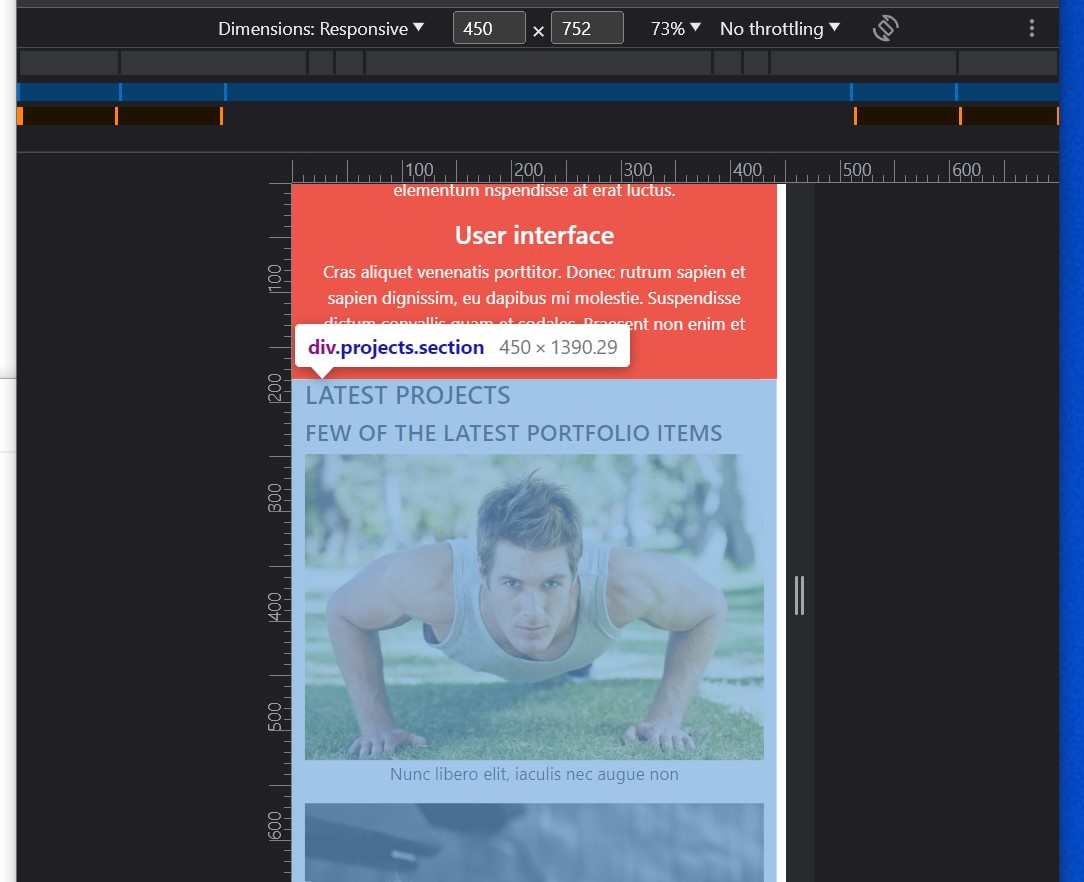 Dimensions: Responsive ▼ 450 × 752 73% ▼ No throttling ▼
100 200 300 400 500 600
elementum nspendisse at erat luctus.
User interface
Cras aliquet venenatis porttitor. Donec rutrum sapien et
sapien dignissim, eu dapibus mi molestie. Suspendisse
dictum convallis quam et sodales. Praesent non enim et
div.projects.section 450 × 1390.29
LATEST PROJECTS
FEW OF THE LATEST PORTFOLIO ITEMS
Nunc libero elit, iaculis nec augue non
100
200
300
400
500
600